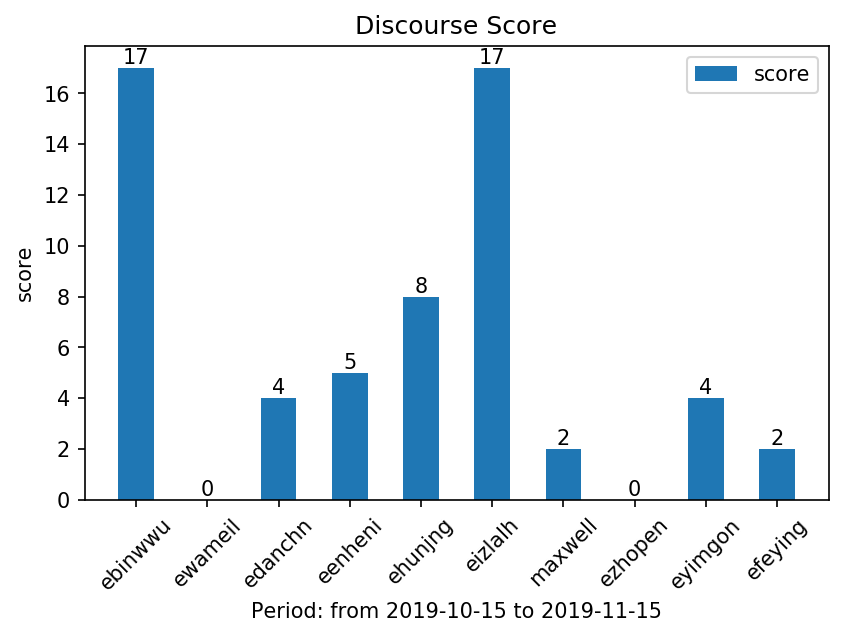 Discourse Score
score
17
0
4
5
8
17
2
0
4
2
score
16
14
12
10
8
6
4
2
0
ebinwwu
ewameil
edanchn
eenheni
ehunjng
eizlalh
maxwell
ezhopen
eyimgon
efeying
Period: from 2019-10-15 to 2019-11-15